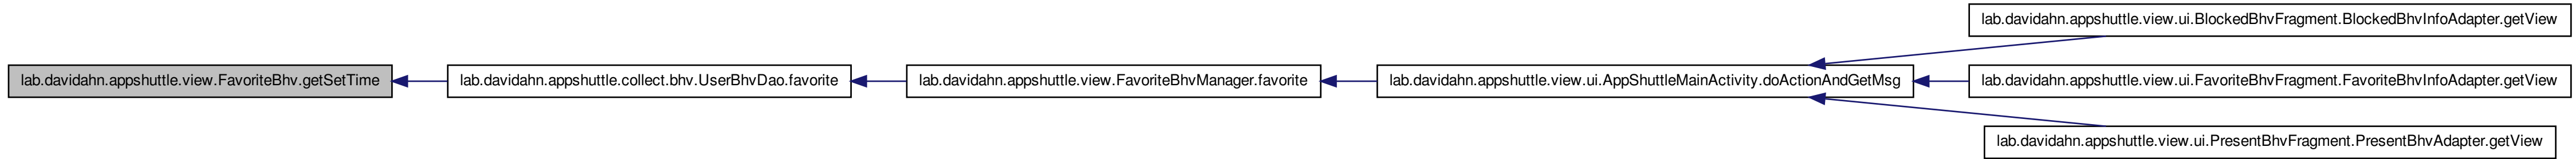 lab.davidahn.appshuttle.view.FavoriteBhv.getSetTime
lab.davidahn.appshuttle.collect.bhv.UserBhvDao.favorite
lab.davidahn.appshuttle.view.FavoriteBhvManager.favorite
lab.davidahn.appshuttle.view.ui.AppShuttleMainActivity.doActionAndGetMsg
lab.davidahn.appshuttle.view.ui.BlockedBhvFragment.BlockedBhvInfoAdapter.getView
lab.davidahn.appshuttle.view.ui.FavoriteBhvFragment.FavoriteBhvInfoAdapter.getView
lab.davidahn.appshuttle.view.ui.PresentBhvFragment.PresentBhvAdapter.getView